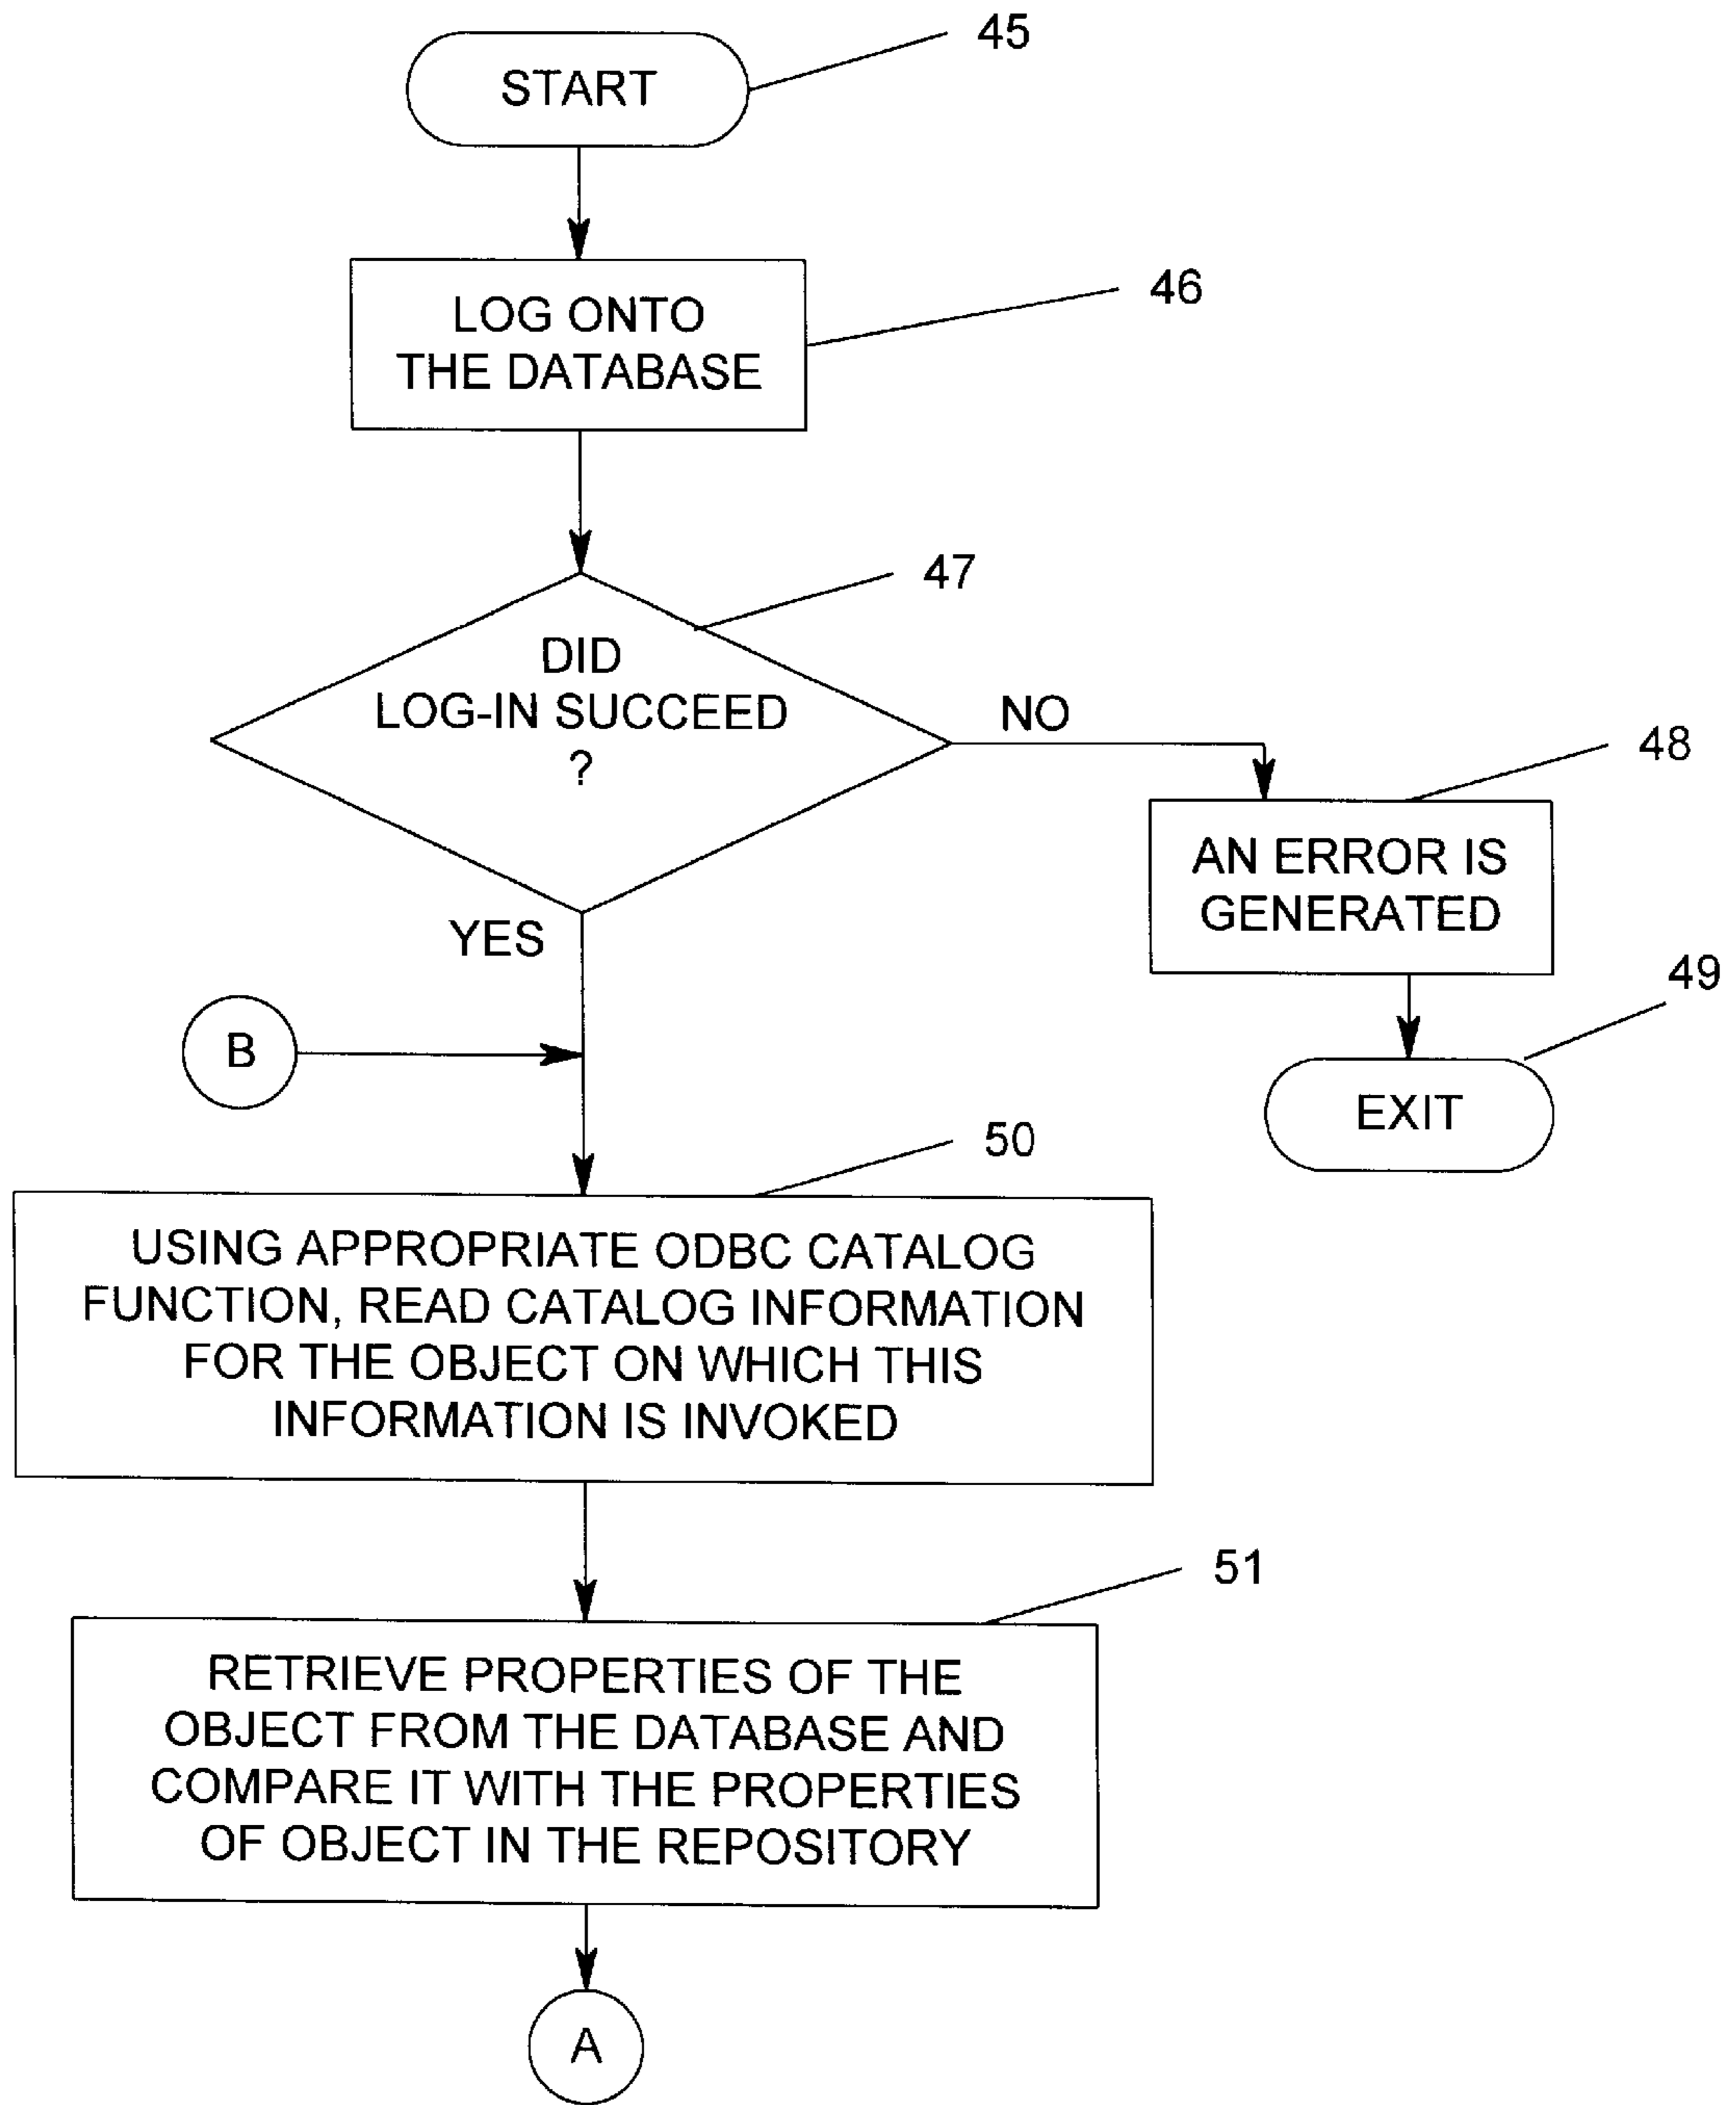 START
45
LOG ONTO
THE DATABASE
46
DID
LOG-IN SUCCEED
?
47
NO
48
AN ERROR IS
GENERATED
YES
49
EXIT
B
50
USING APPROPRIATE ODBC CATALOG
FUNCTION, READ CATALOG INFORMATION
FOR THE OBJECT ON WHICH THIS
INFORMATION IS INVOKED
51
RETRIEVE PROPERTIES OF THE
OBJECT FROM THE DATABASE AND
COMPARE IT WITH THE PROPERTIES
OF OBJECT IN THE REPOSITORY
A